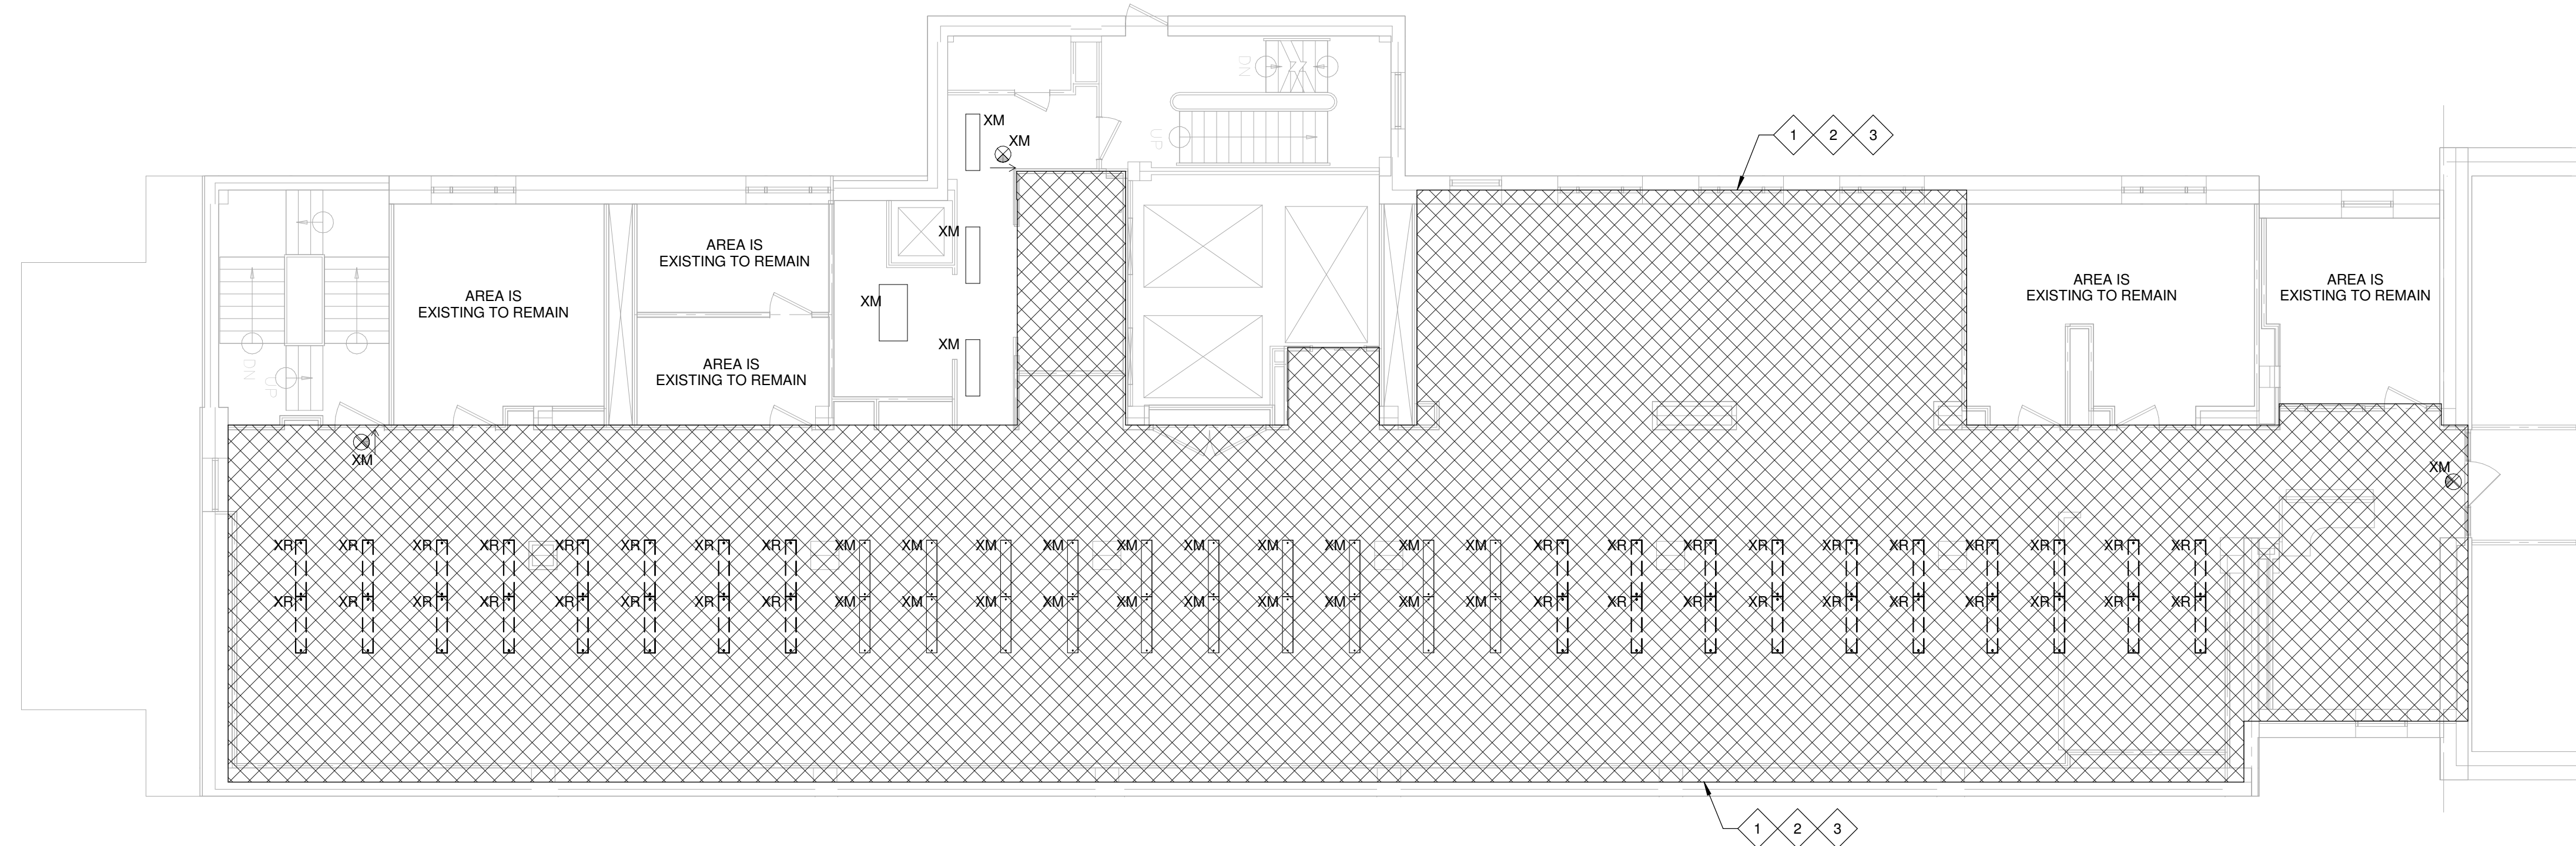 DN
XM
1 2 3
XM
UP
XM
AREA IS
EXISTING TO REMAIN
AREA IS
EXISTING TO REMAIN
AREA IS
EXISTING TO REMAIN
AREA IS
EXISTING TO REMAIN
XM
XM
AREA IS
EXISTING TO REMAIN
DN
UP
XM
XM
XR XR XR XR XR XR XR XR XM XM XM XM XM XM XM XM XM XM XR XR XR XR XR XR XR XR XR XR
XR XR XR XR XR XR XR XR XM XM XM XM XM XM XM XM XM XM XR XR XR XR XR XR XR XR XR XR
1 2 3